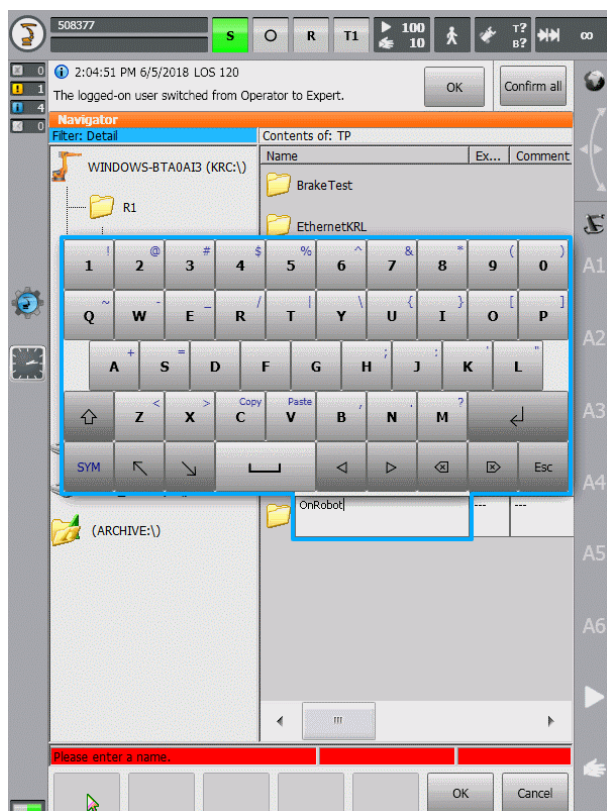 508377
S O R T1 100 10 T? B? ∞
0 2:04:51 PM 6/5/2018 LOS 120
1 The logged-on user switched from Operator to Expert.
OK Confirm all
4
0
Navigator
Filter: Detail Contents of: TP
Name Ex... Comment
WINDOWS-BTA0AI3 (KRC:\)
BrakeTest
R1
EthernetKRL
! @ # $ % ^ & * ( )
1 2 3 4 5 6 7 8 9 0
A1
~ - _ / | \ { } [ ]
Q W E R T Y U I O P
A2
+ = ; : ' "
A S D F G H J K L
< > Copy Paste , . ?
Z X C V B N M
A3
SYM Esc
A4
OnRobot --- ---
(ARCHIVE:\)
A5
A6
Please enter a name.
OK Cancel